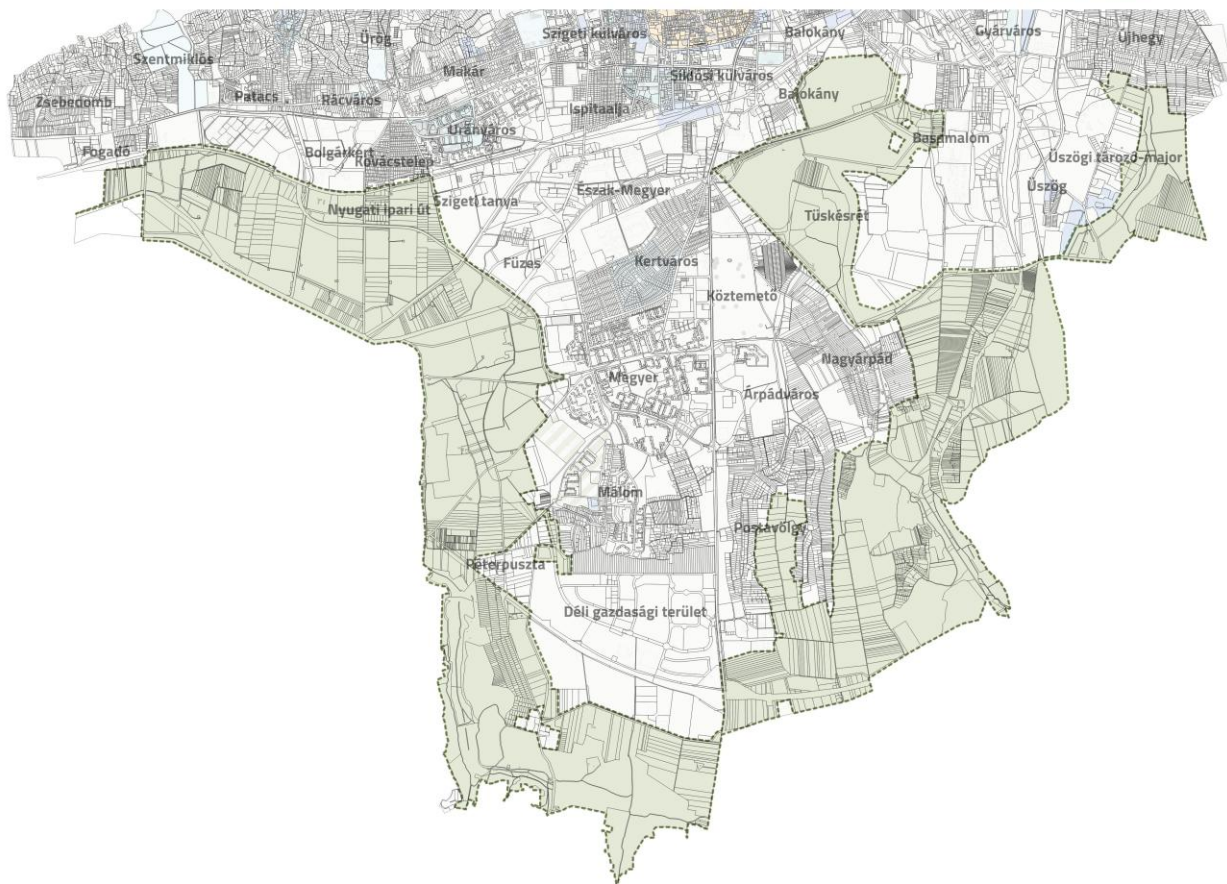 Szentmiklós
Ürög
Szigeti külváros
Balokány
Gyárváros
Újhegy
Makár
Siklósi külváros
Zsebedomb
Patacs
Rácváros
Ispitaalja
Balokány
Uránváros
Basamalom
Fogadó
Bolgárkert
Kovácstelep
Üszögi tározó-major
Észak-Megyer
Üszög
Nyugati ipari út
Szigeti tanya
Tüskésrét
Füzes
Kertváros
Köztemető
Nagyárpád
Megyer
Árpádváros
Málom
Postavölgy
Péterpuszta
Déli gazdasági terület